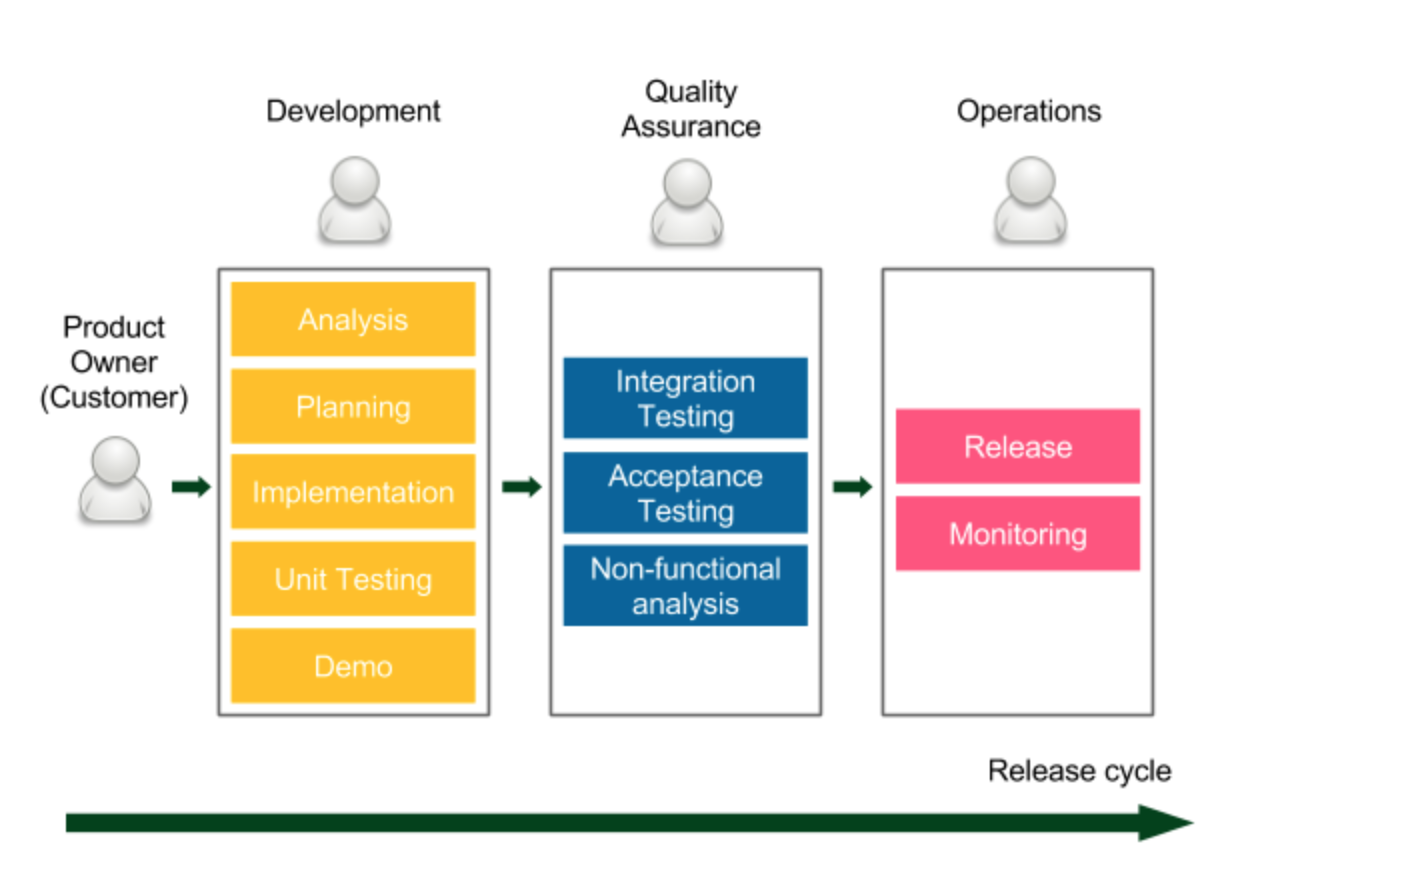 Development
Quality
Assurance
Operations
Product
Owner
(Customer)
Analysis
Planning
Implementation
Unit Testing
Demo
Integration
Testing
Acceptance
Testing
Non-functional
analysis
Release
Monitoring
Release cycle